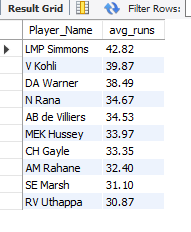 Result Grid Filter Rows:
Player_Name avg_runs
LMP Simmons 42.82
V Kohli 39.87
DA Warner 38.49
N Rana 34.67
AB de Villiers 34.53
MEK Hussey 33.97
CH Gayle 33.35
AM Rahane 32.40
SE Marsh 31.10
RV Uthappa 30.87